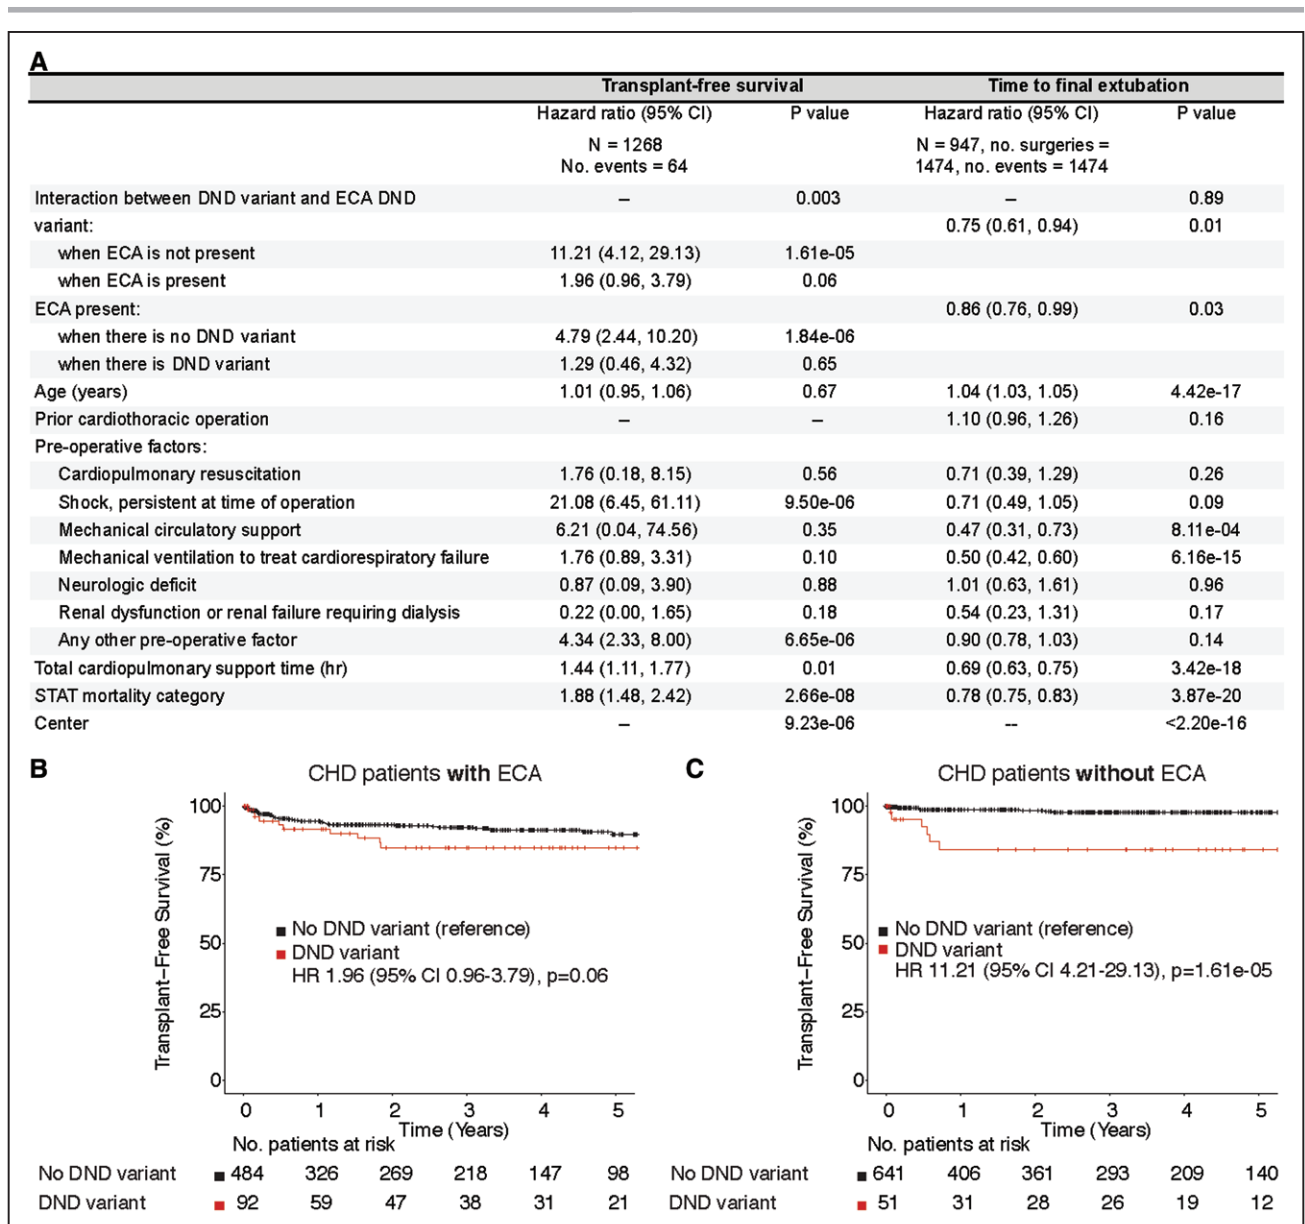 A
Transplant-free survival Time to final extubation
Hazard ratio (95% CI) P value Hazard ratio (95% CI) P value
N = 1268 N = 947, no. surgeries =
No. events = 64 1474, no. events = 1474
Interaction between DND variant and ECA DND – 0.003 – 0.89
variant: 0.75 (0.61, 0.94) 0.01
when ECA is not present 11.21 (4.12, 29.13) 1.61e-05
when ECA is present 1.96 (0.96, 3.79) 0.06
ECA present: 0.86 (0.76, 0.99) 0.03
when there is no DND variant 4.79 (2.44, 10.20) 1.84e-06
when there is DND variant 1.29 (0.46, 4.32) 0.65
Age (years) 1.01 (0.95, 1.06) 0.67 1.04 (1.03, 1.05) 4.42e-17
Prior cardiothoracic operation – – 1.10 (0.96, 1.26) 0.16
Pre-operative factors:
Cardiopulmonary resuscitation 1.76 (0.18, 8.15) 0.56 0.71 (0.39, 1.29) 0.26
Shock, persistent at time of operation 21.08 (6.45, 61.11) 9.50e-06 0.71 (0.49, 1.05) 0.09
Mechanical circulatory support 6.21 (0.04, 74.56) 0.35 0.47 (0.31, 0.73) 8.11e-04
Mechanical ventilation to treat cardiorespiratory failure 1.76 (0.89, 3.31) 0.10 0.50 (0.42, 0.60) 6.16e-15
Neurologic deficit 0.87 (0.09, 3.90) 0.88 1.01 (0.63, 1.61) 0.96
Renal dysfunction or renal failure requiring dialysis 0.22 (0.00, 1.65) 0.18 0.54 (0.23, 1.31) 0.17
Any other pre-operative factor 4.34 (2.33, 8.00) 6.65e-06 0.90 (0.78, 1.03) 0.14
Total cardiopulmonary support time (hr) 1.44 (1.11, 1.77) 0.01 0.69 (0.63, 0.75) 3.42e-18
STAT mortality category 1.88 (1.48, 2.42) 2.66e-08 0.78 (0.75, 0.83) 3.87e-20
Center – 9.23e-06 -- <2.20e-16
B
CHD patients with ECA
Transplant–Free Survival (%)
100
75
50
25
0
No DND variant (reference)
DND variant
HR 1.96 (95% CI 0.96-3.79), p=0.06
0 1 2 3 4 5
Time (Years)
No. patients at risk
No DND variant 484 326 269 218 147 98
DND variant 92 59 47 38 31 21
C
CHD patients without ECA
Transplant–Free Survival (%)
100
75
50
25
0
No DND variant (reference)
DND variant
HR 11.21 (95% CI 4.21-29.13), p=1.61e-05
0 1 2 3 4 5
Time (Years)
No. patients at risk
No DND variant 641 406 361 293 209 140
DND variant 51 31 28 26 19 12